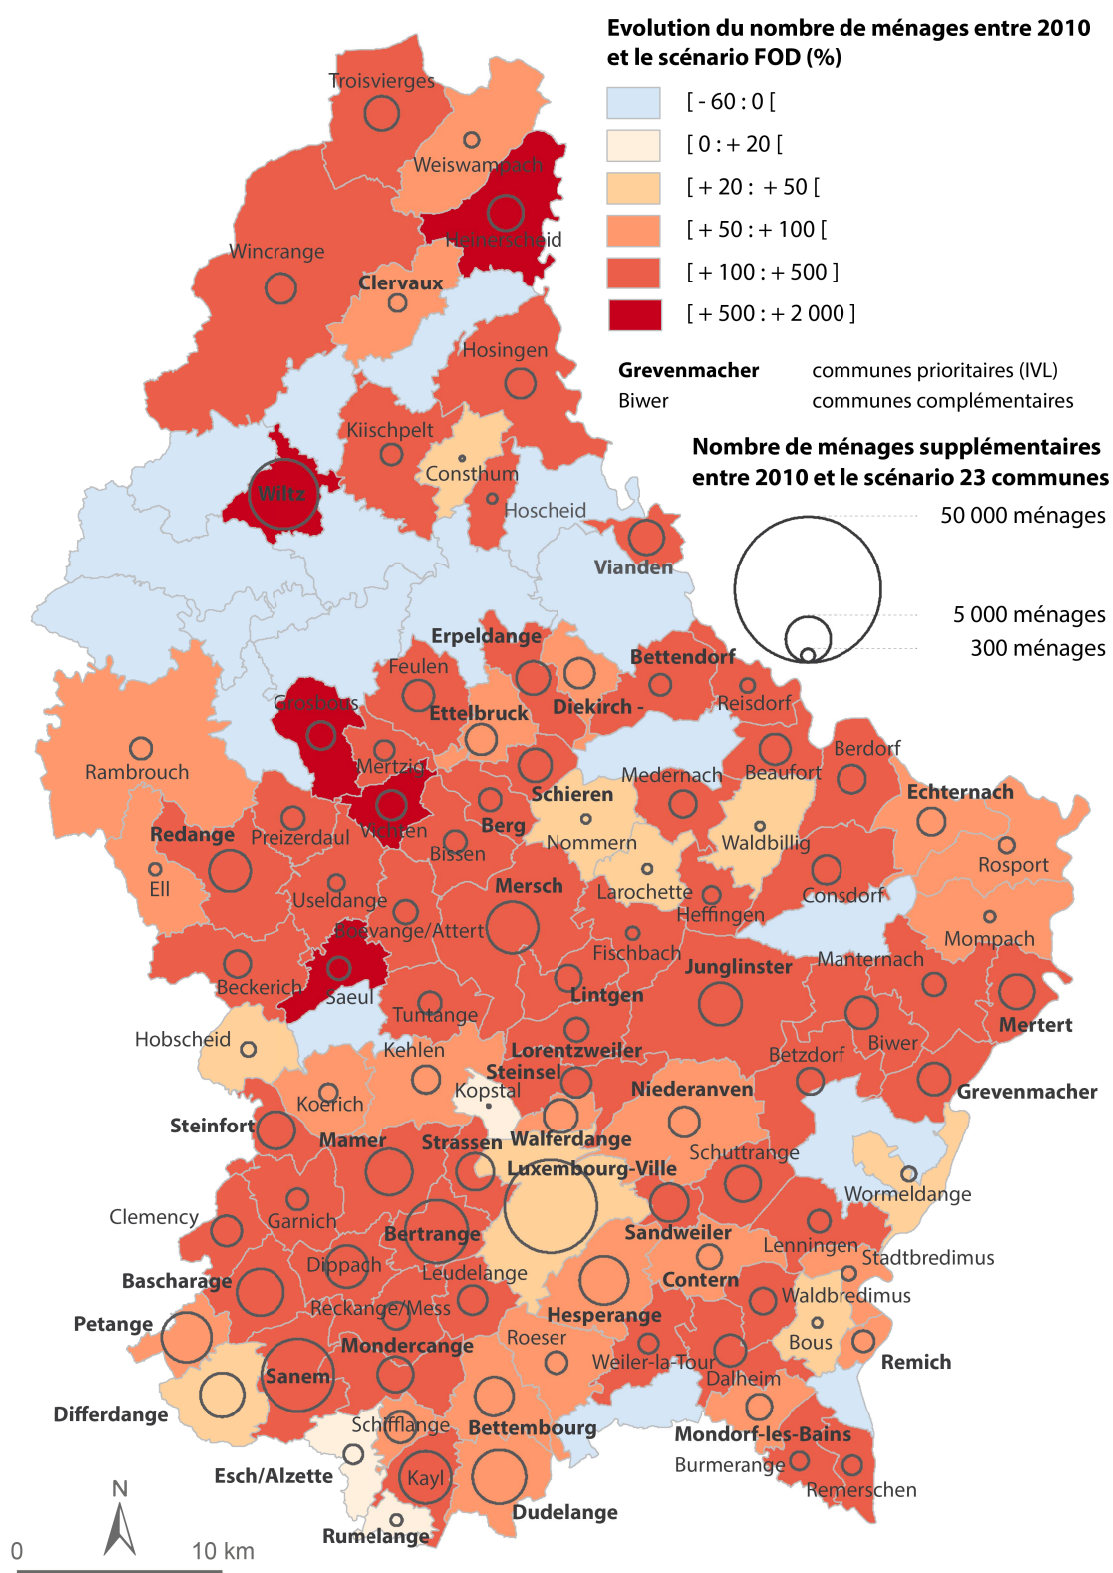 Evolution du nombre de ménages entre 2010
et le scénario FOD (%)
[ - 60 : 0 [
[ 0 : + 20 [
[ + 20 : + 50 [
[ + 50 : + 100 [
[ + 100 : + 500 ]
[ + 500 : + 2 000 ]
Grevenmacher communes prioritaires (IVL)
Biwer communes complémentaires
Nombre de ménages supplémentaires
entre 2010 et le scénario 23 communes
50 000 ménages
5 000 ménages
300 ménages
Troisvierges
Weiswampach
Heinerscheid
Wincrange
Clervaux
Hosingen
Kiischpelt
Consthum
Wiltz
Hoscheid
Vianden
Erpeldange
Bettendorf
Feulen
Grosbous
Ettelbruck
Diekirch -
Reisdorf
Rambrouch
Mertzig
Medernach
Beaufort
Berdorf
Schieren
Echternach
Redange
Preizerdaul
Vichten
Berg
Nommern
Waldbillig
Bissen
Rosport
Ell
Useldange
Mersch
Larochette
Consdorf
Heffingen
Boevange/Attert
Fischbach
Mompach
Beckerich
Saeul
Junglinster
Manternach
Lintgen
Tuntange
Mertert
Hobscheid
Kehlen
Lorentzweiler
Betzdorf
Biwer
Steinsel
Kopstal
Niederanven
Grevenmacher
Koerich
Steinfort
Mamer
Strassen
Walferdange
Schuttrange
Luxembourg-Ville
Wormeldange
Clemency
Garnich
Bertrange
Sandweiler
Lenningen
Stadtbredimus
Dippach
Leudelange
Contern
Bascharage
Waldbredimus
Reckange/Mess
Hesperange
Petange
Mondercange
Roeser
Bous
Weiler-la-Tour
Remich
Sanem
Dalheim
Differdange
Schifflange
Bettembourg
Mondorf-les-Bains
Burmerange
Esch/Alzette
Kayl
Remerschen
Dudelange
Rumelange
N
0 10 km